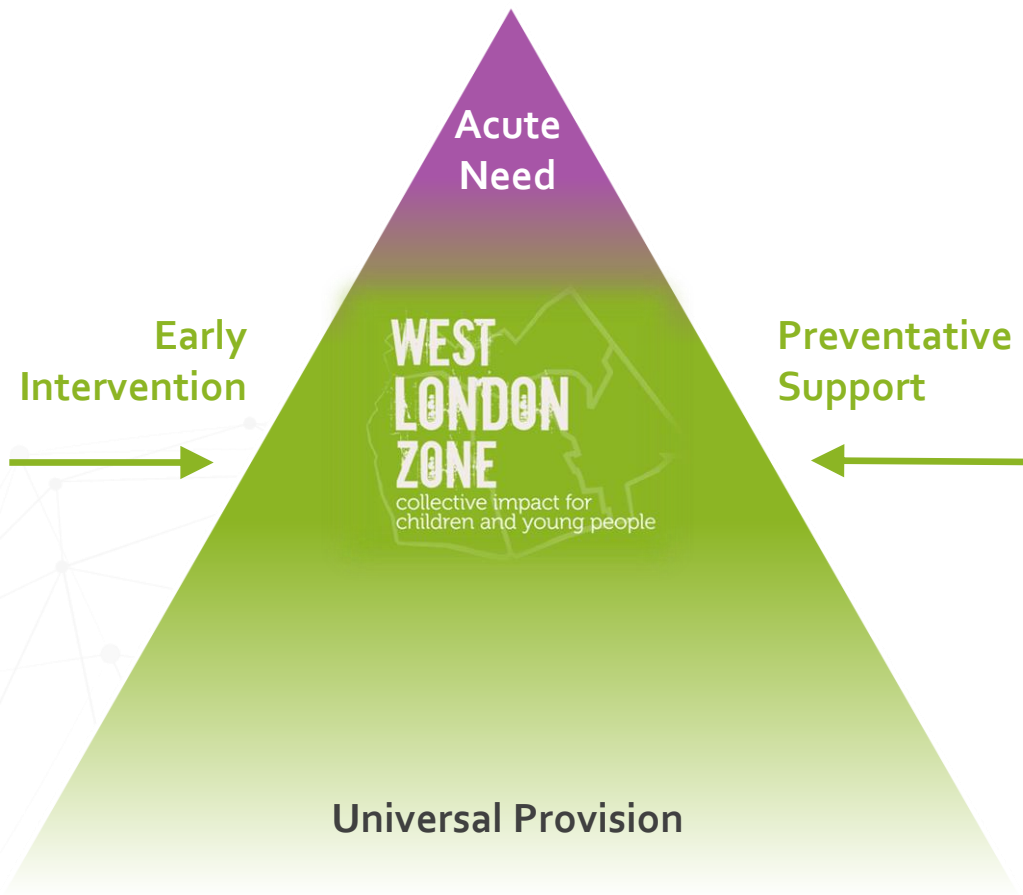 Acute
Need
Early
Intervention
Preventative
Support
WEST
LONDON
ZONE
collective impact for
children and young people
Universal Provision